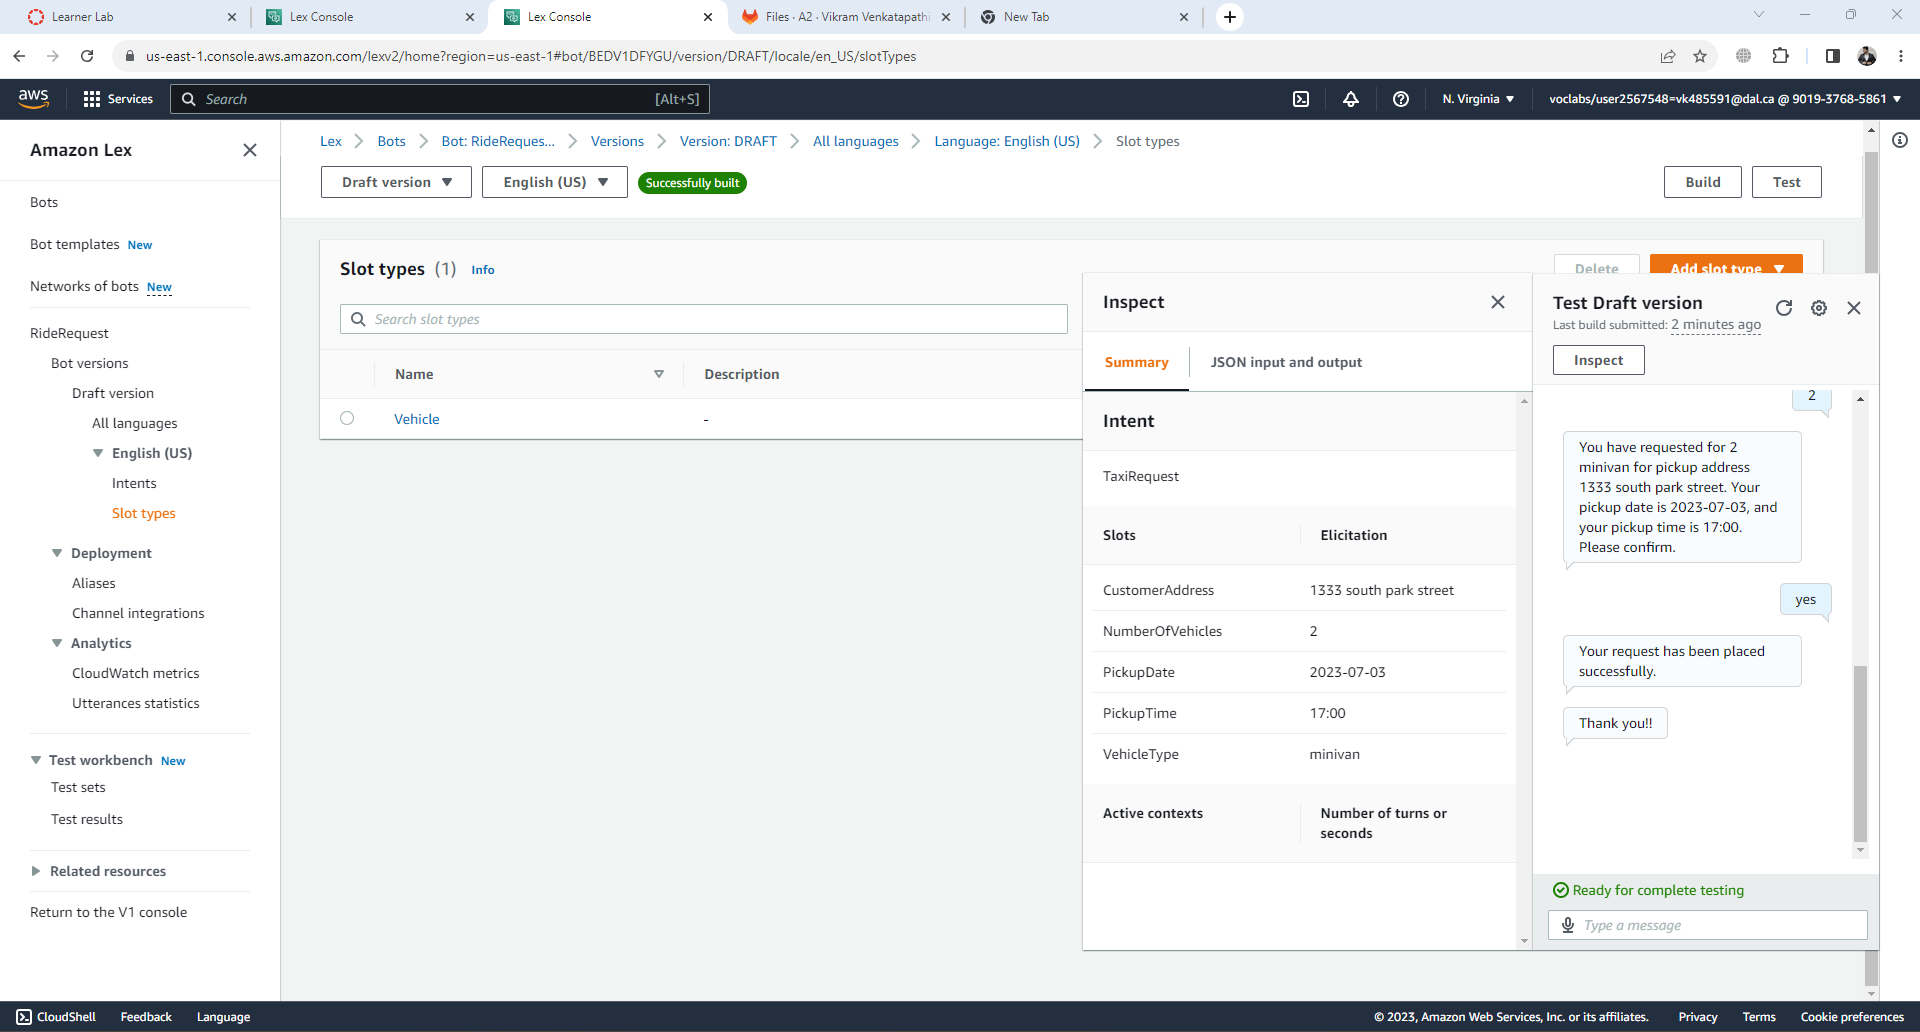 Learner Lab
Lex Console
Lex Console
Files · A2 · Vikram Venkatapathi
New Tab
us-east-1.console.aws.amazon.com/lexv2/home?region=us-east-1#bot/BEDV1DFYGU/version/DRAFT/locale/en_US/slotTypes
aws
Services
Search
[Alt+S]
N. Virginia
voclabs/user2567548=vk485591@dal.ca @ 9019-3768-5861
Amazon Lex
Bots
Bot templates New
Networks of bots New
RideRequest
Bot versions
Draft version
All languages
English (US)
Intents
Slot types
Deployment
Aliases
Channel integrations
Analytics
CloudWatch metrics
Utterances statistics
Test workbench New
Test sets
Test results
Related resources
Return to the V1 console
Lex
Bots
Bot: RideReques...
Versions
Version: DRAFT
All languages
Language: English (US)
Slot types
Draft version
English (US)
Successfully built
Build
Test
Slot types (1) Info
Delete
Add slot type
Search slot types
Name
Description
Vehicle
-
Inspect
Summary
JSON input and output
Intent
TaxiRequest
Slots
Elicitation
CustomerAddress
1333 south park street
NumberOfVehicles
2
PickupDate
2023-07-03
PickupTime
17:00
VehicleType
minivan
Active contexts
Number of turns or
seconds
Test Draft version
Last build submitted: 2 minutes ago
Inspect
2
You have requested for 2
minivan for pickup address
1333 south park street. Your
pickup date is 2023-07-03, and
your pickup time is 17:00.
Please confirm.
yes
Your request has been placed
successfully.
Thank you!!
Ready for complete testing
Type a message
CloudShell
Feedback
Language
© 2023, Amazon Web Services, Inc. or its affiliates.
Privacy
Terms
Cookie preferences